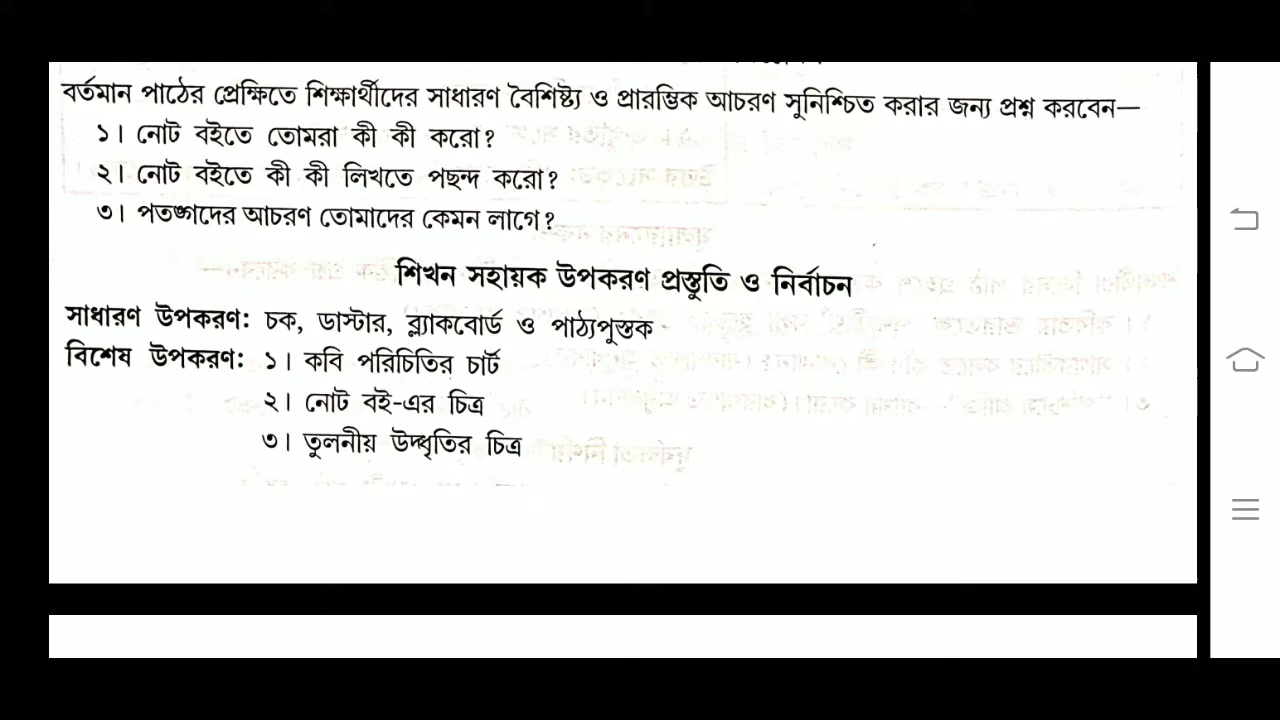 বর্তমান পাঠের প্রেক্ষিতে শিক্ষার্থীদের সাধারণ বৈশিষ্ট্য ও প্রারম্ভিক আচরণ সুনিশ্চিত করার জন্য প্রশ্ন করবেন—
১। নোট বইতে তোমরা কী কী করো?
২। নোট বইতে কী কী লিখতে পছন্দ করো?
৩। পতঙ্গদের আচরণ তোমাদের কেমন লাগে?
শিখন সহায়ক উপকরণ প্রস্তুতি ও নির্বাচন
সাধারণ উপকরণ: চক, ডাস্টার, ব্ল্যাকবোর্ড ও পাঠ্যপুস্তক
বিশেষ উপকরণ: ১। কবি পরিচিতির চার্ট
২। নোট বই-এর চিত্র
৩। তুলনীয় উদ্ধৃতির চিত্র